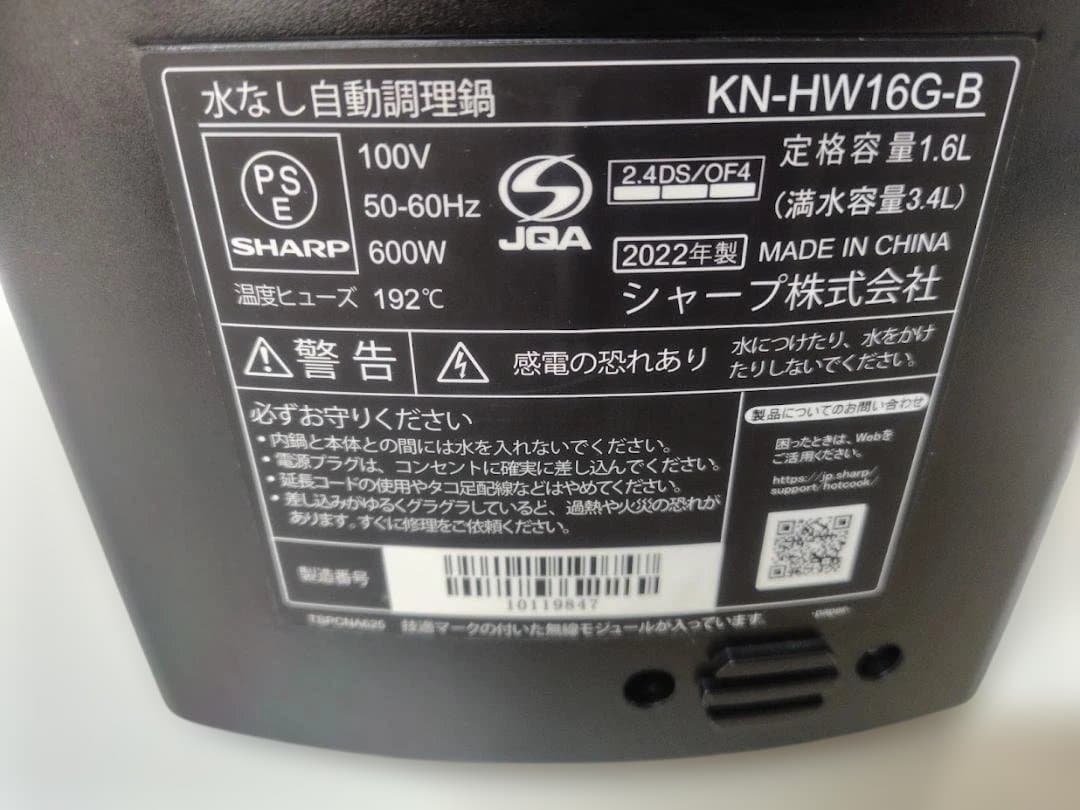 水なし自動調理鍋 KN-HW16G-B
PS
E
SHARP
100V
50-60Hz
600W
温度ヒューズ 192℃
JQA
2.4DS/OF4
定格容量1.6L
(満水容量3.4L)
2022年製 MADE IN CHINA
シャープ株式会社
警告
感電の恐れあり
水につけたり、水をかけ
たりしないでください。
必ずお守りください
・内鍋と本体との間には水を入れないでください。
・電源プラグは、コンセントに確実に差し込んでください。
・延長コードの使用やタコ足配線などはやめてください。
・差し込みがゆるくグラグラしていると、過熱や火災の恐れが
あります。すぐに修理をご依頼ください。
製品についてのお問い合わせ
困ったときは、Webを
ご活用ください。
https://jp.sharp/
support/hotcook/
製造番号
10119847
TSPCNA625 技適マークの付いた無線モジュールが入っています
-paper-